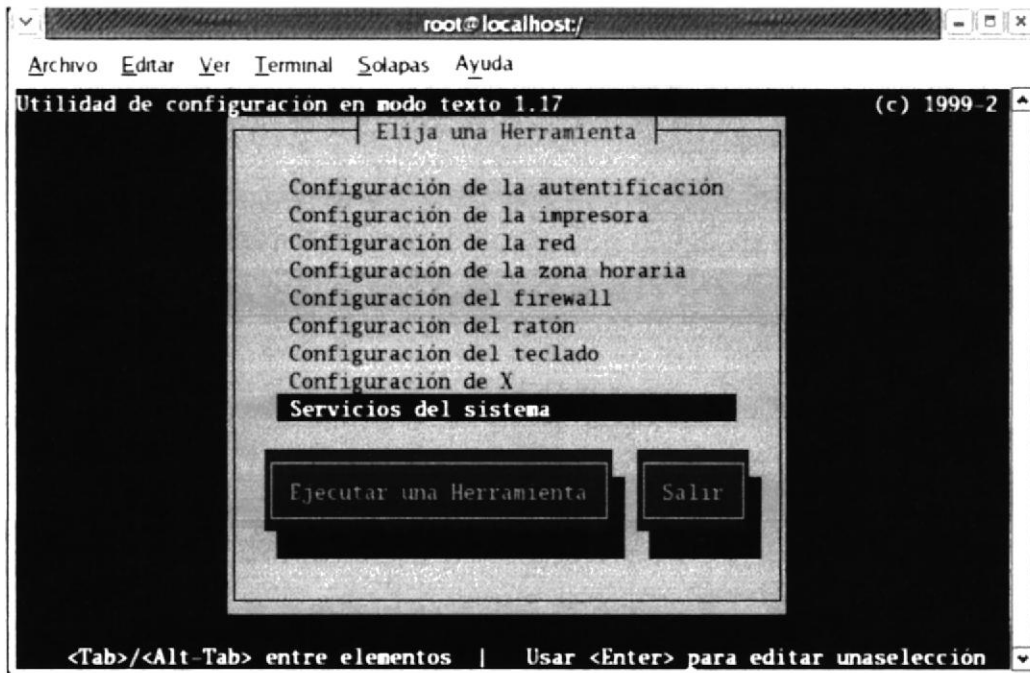 root@localhost:/
Archivo Editar Ver Terminal Solapas Ayuda
Utilidad de configuración en modo texto 1.17 (c) 1999-2
Elija una Herramienta
Configuración de la autentificación
Configuración de la impresora
Configuración de la red
Configuración de la zona horaria
Configuración del firewall
Configuración del ratón
Configuración del teclado
Configuración de X
Servicios del sistema
Ejecutar una Herramienta Salir
<Tab>/<Alt-Tab> entre elementos | Usar <Enter> para editar unaselección